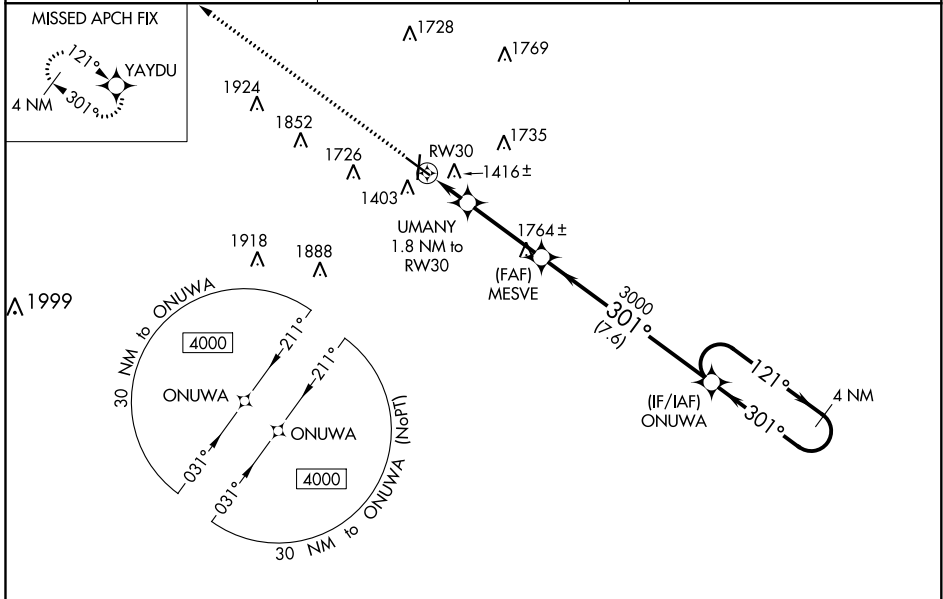 MISSED APCH FIX
121°
YAYDU
4 NM
301°
1728
1769
1924
1852
1726
1735
RW30
1416±
1403
UMANY
1.8 NM to
RW30
1764±
(FAF)
MESVE
1918
1888
1999
3000
301°
(7.6)
121°
4 NM
301°
(IF/IAF)
ONUWA
30 NM to ONUWA
4000
211°
ONUWA
031°
211°
ONUWA
031°
4000
30 NM to ONUWA (NoPT)